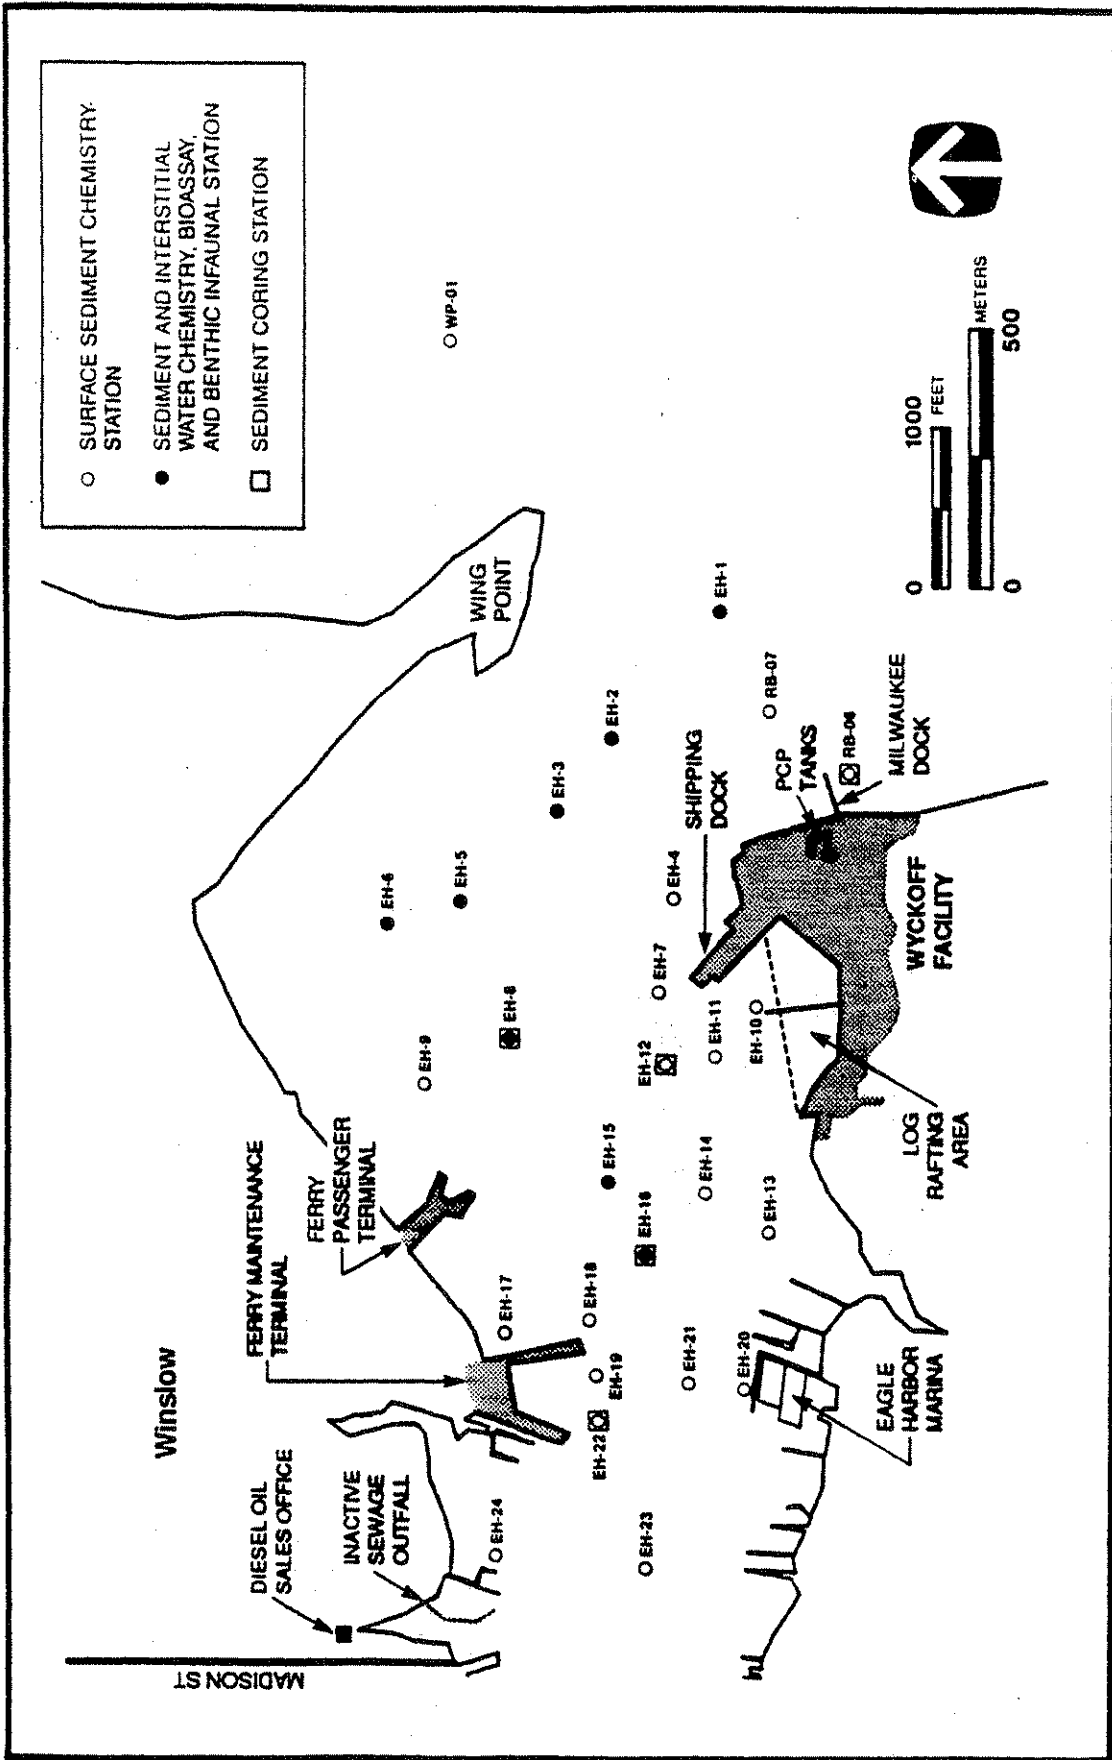 SURFACE SEDIMENT CHEMISTRY
STATION
SEDIMENT AND INTERSTITIAL
WATER CHEMISTRY, BIOASSAY,
AND BENTHIC INFAUNAL STATION
SEDIMENT CORING STATION
Winslow
MADISON ST
DIESEL OIL
SALES OFFICE
INACTIVE
SEWAGE
OUTFALL
FERRY MAINTENANCE
TERMINAL
FERRY
PASSENGER
TERMINAL
WING
POINT
WP-01
EH-6
EH-5
EH-9
EH-3
EH-8
EH-2
EH-24
EH-17
EH-18
EH-19
EH-22
EH-15
EH-16
EH-12
EH-7
EH-4
EH-1
EH-23
EH-21
EH-14
EH-11
SHIPPING
DOCK
EH-20
EH-13
EH-10
RB-07
PCP
TANKS
RB-06
MILWAUKEE
DOCK
EAGLE
HARBOR
MARINA
LOG
RAFTING
AREA
WYCKOFF
FACILITY
0 1000
FEET
METERS
0 500